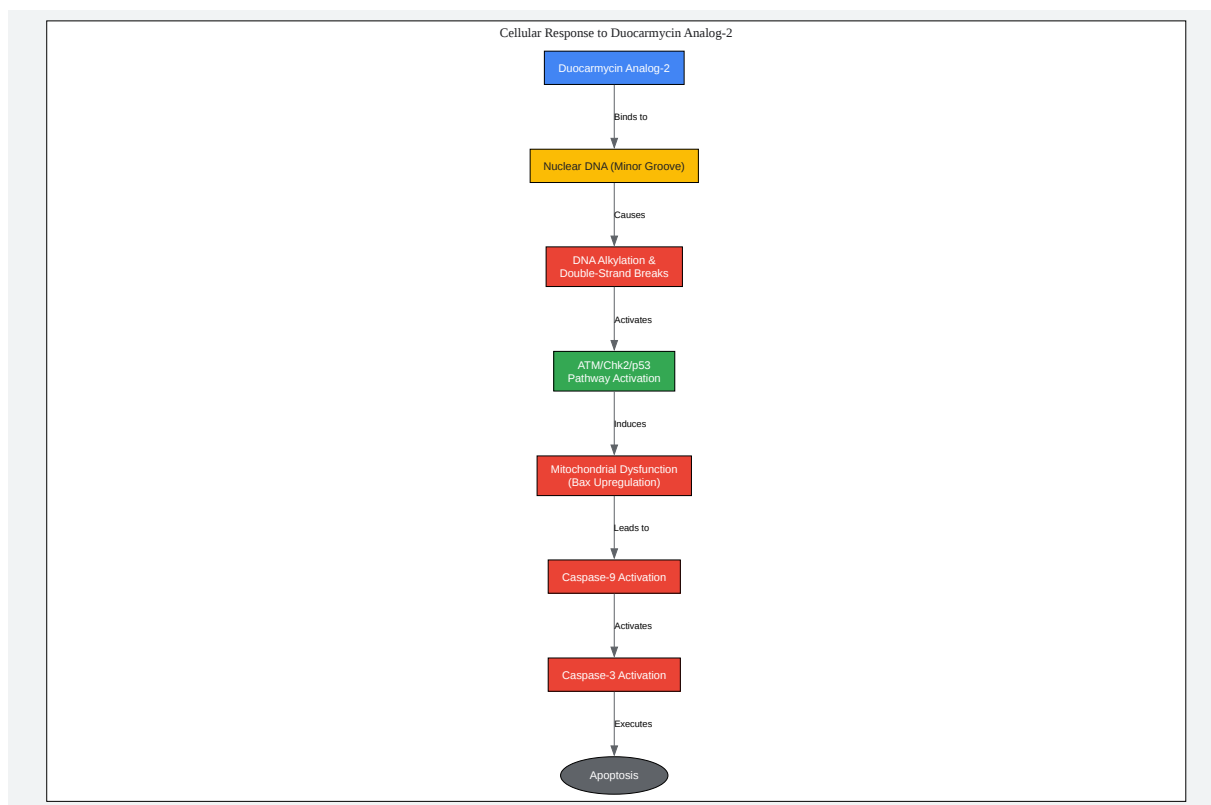 Cellular Response to Duocarmycin Analog-2
Duocarmycin Analog-2
Binds to
Nuclear DNA (Minor Groove)
Causes
DNA Alkylation &
Double-Strand Breaks
Activates
ATM/Chk2/p53
Pathway Activation
Induces
Mitochondrial Dysfunction
(Bax Upregulation)
Leads to
Caspase-9 Activation
Activates
Caspase-3 Activation
Executes
Apoptosis